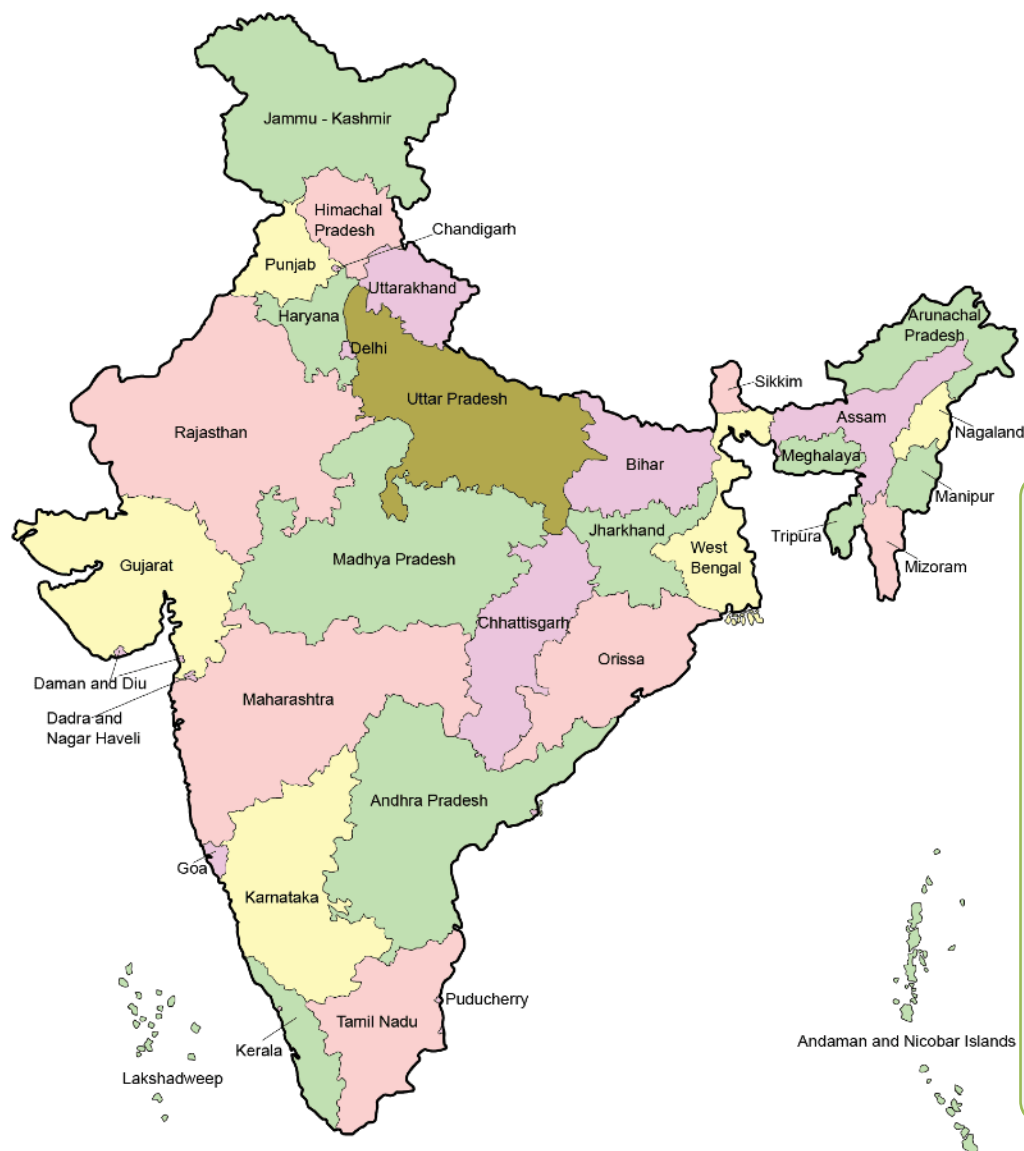 Jammu - Kashmir
Himachal
Pradesh
Chandigarh
Punjab
Uttarakhand
Haryana
Arunachal
Pradesh
Delhi
Sikkim
Uttar Pradesh
Assam
Rajasthan
Nagaland
Meghalaya
Bihar
Manipur
Jharkhand
Tripura
West
Bengal
Madhya Pradesh
Gujarat
Mizoram
Chhattisgarh
Orissa
Daman and Diu
Maharashtra
Dadra and
Nagar Haveli
Andhra Pradesh
Goa
Karnataka
Puducherry
Tamil Nadu
Andaman and Nicobar Islands
Kerala
Lakshadweep